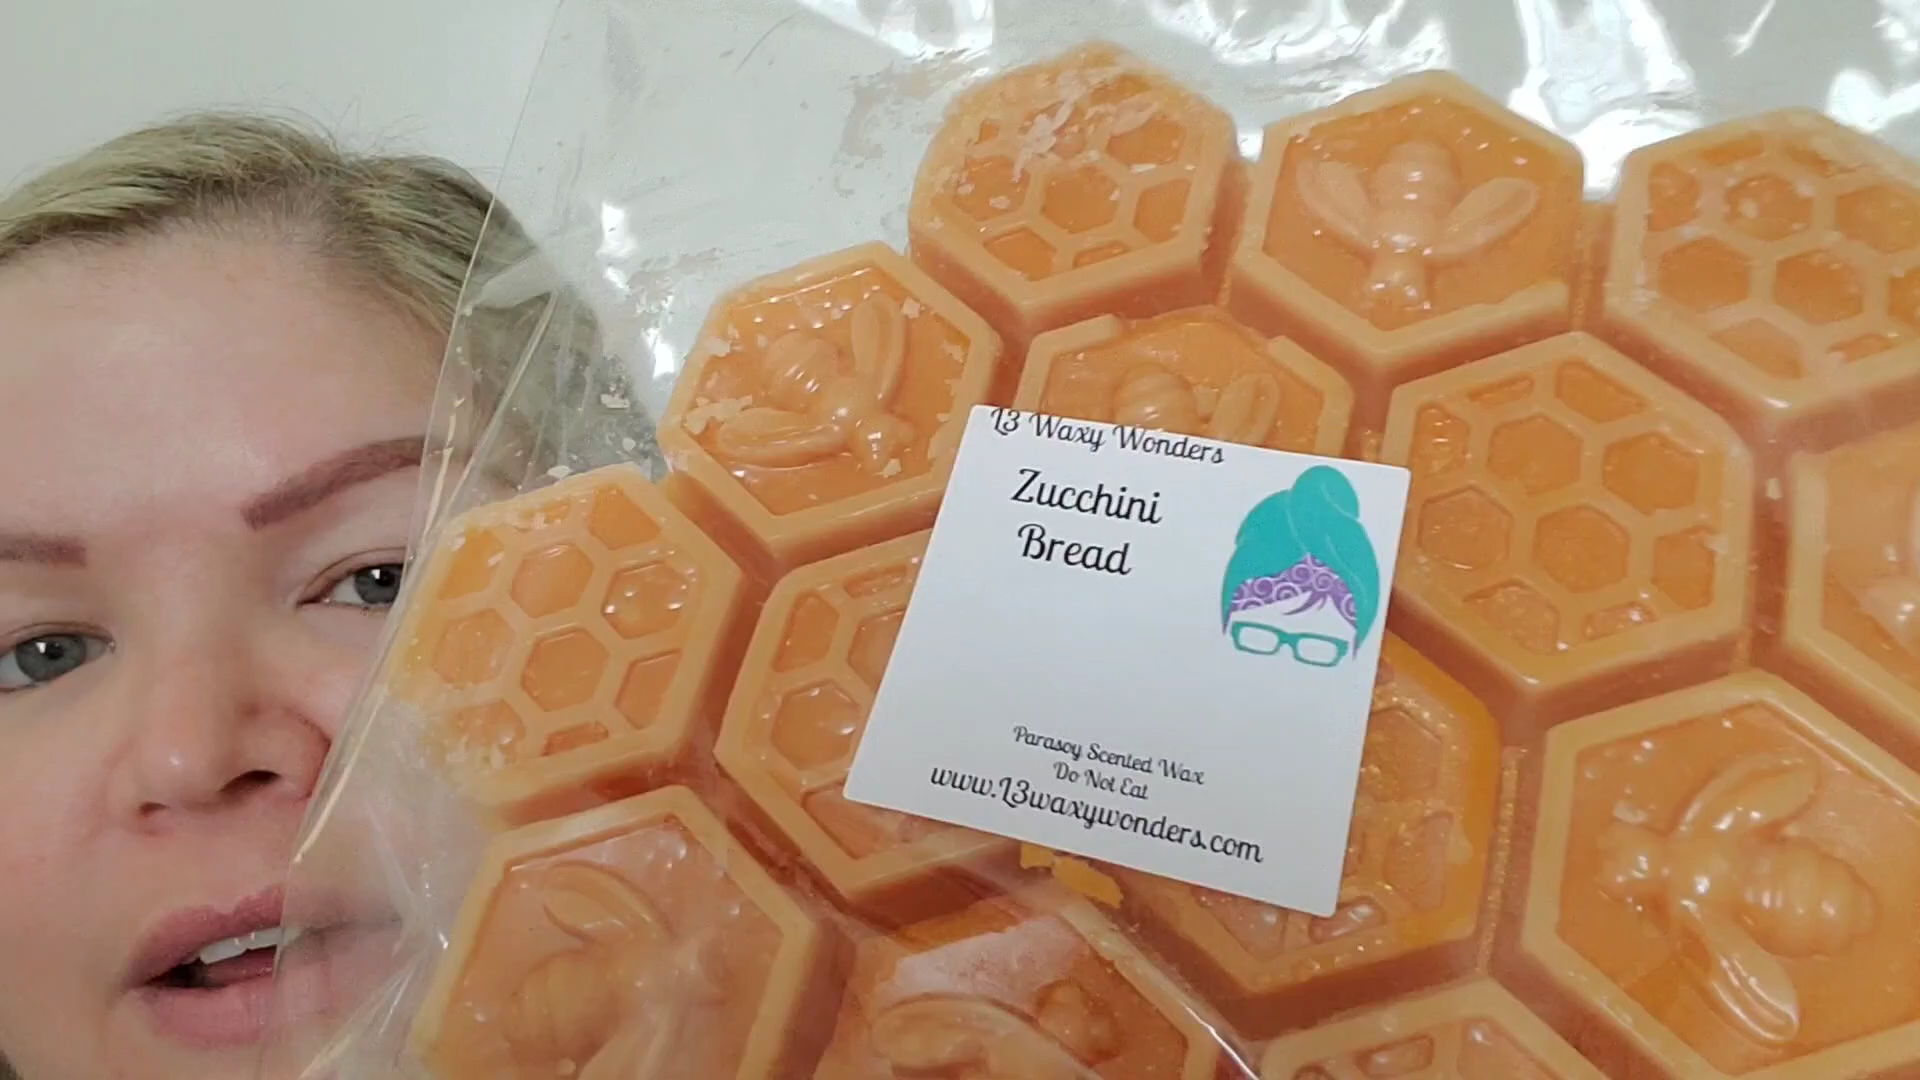 L3 Waxy Wonders
Zucchini
Bread
Parasoy Scented Wax
Do Not Eat
www.L3waxywonders.com